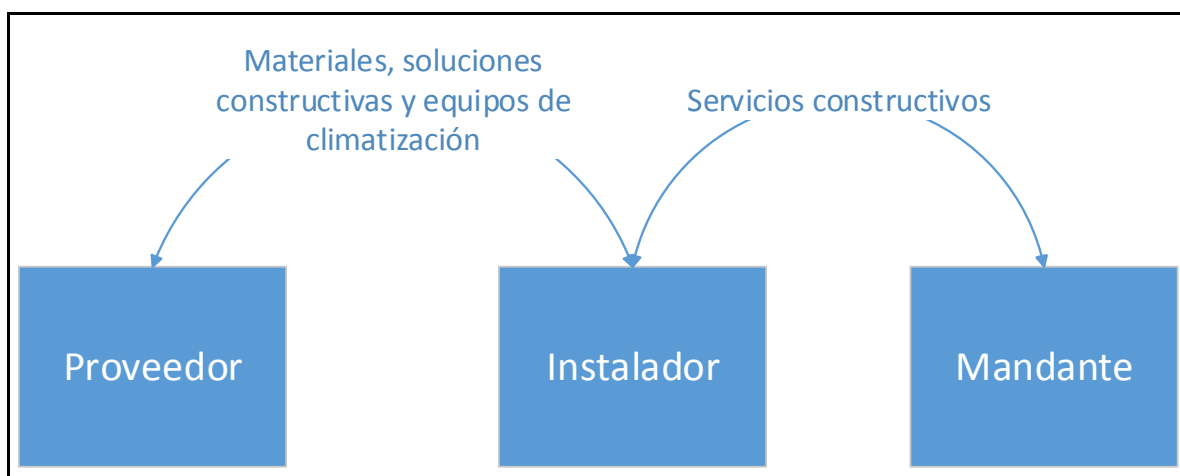 Materiales, soluciones
constructivas y equipos de
climatización
Servicios constructivos
Proveedor
Instalador
Mandante